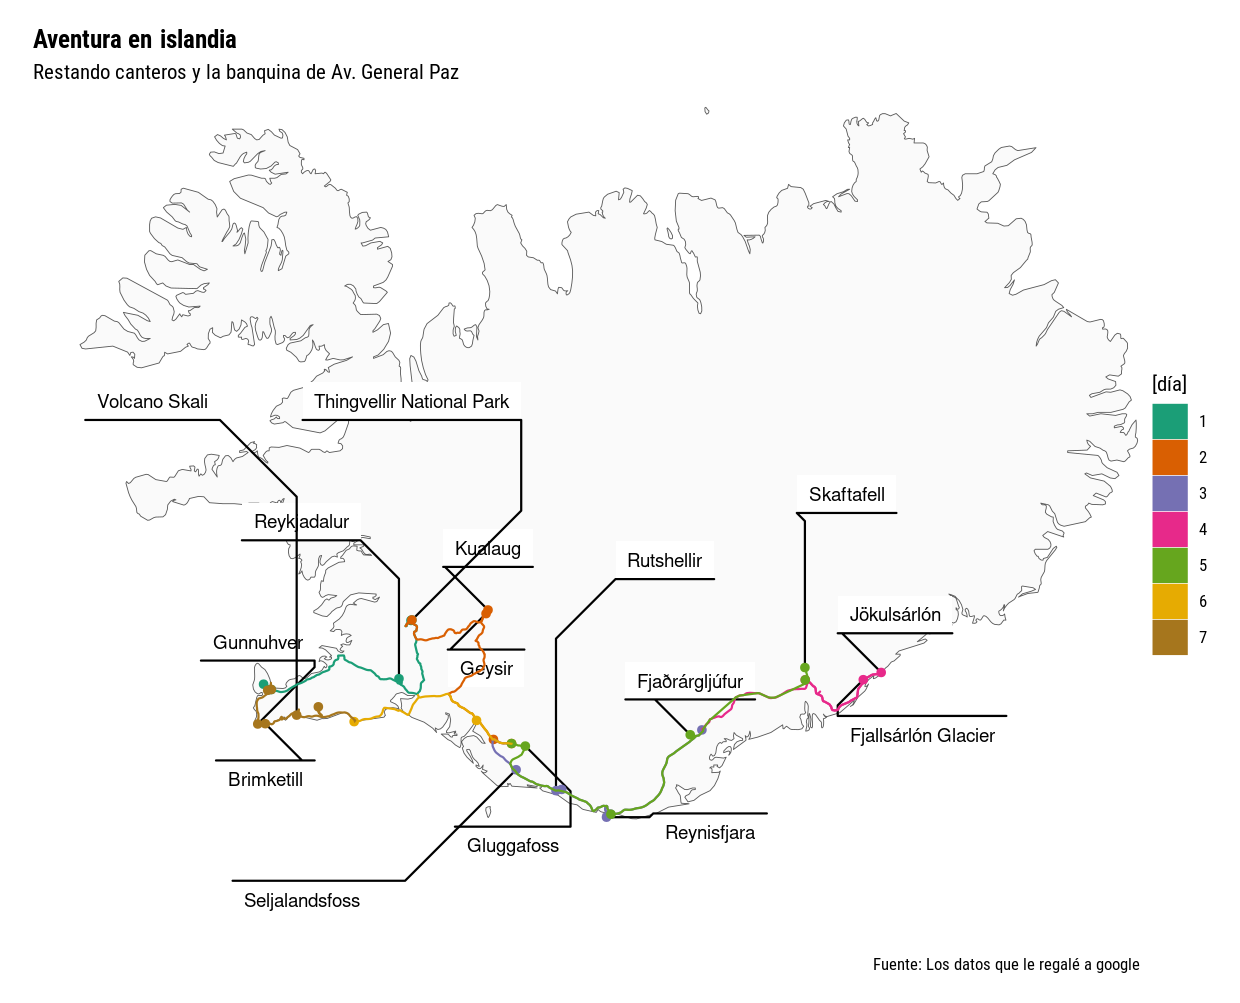 Aventura en islandia
Restando canteros y la banquina de Av. General Paz
[día]
1
2
3
4
5
6
7
Volcano Skali
Thingvellir National Park
Skaftafell
Reykjadalur
Kualaug
Rutshellir
Jökulsárlón
Gunnuhver
Geysir
Fjaðrárgljúfur
Fjallsárlón Glacier
Brimketill
Reynisfjara
Gluggafoss
Seljalandsfoss
Fuente: Los datos que le regalé a google